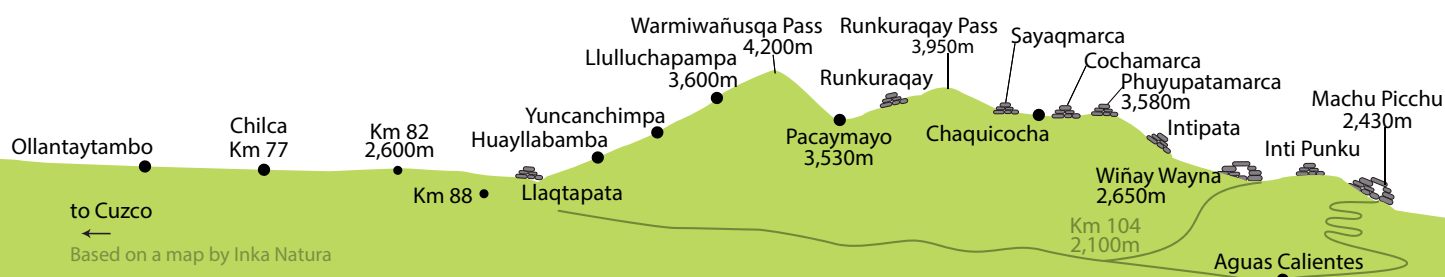 Ollantaytambo
Chilca
Km 77
Km 82
2,600m
Km 88
Huayllabamba
Llaqtapata
Yuncanchimpa
Llulluchapampa
3,600m
Warmiwañusqa Pass
4,200m
Pacaymayo
3,530m
Runkuraqay
Runkuraqay Pass
3,950m
Sayaqmarca
Chaquicocha
Cochamarca
Phuyupatamarca
3,580m
Intipata
Wiñay Wayna
2,650m
Inti Punku
Machu Picchu
2,430m
Km 104
2,100m
Aguas Calientes
to Cuzco
Based on a map by Inka Natura